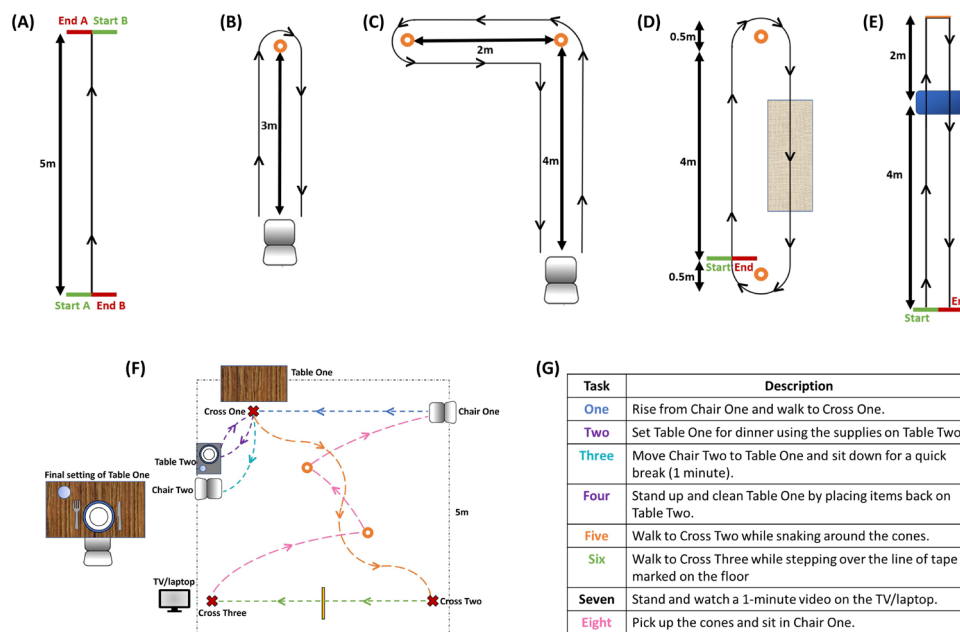 (A)
End A Start B
5m
Start A End B
(B)
3m
(C)
2m
4m
(D)
0.5m
4m
Start End
0.5m
(E)
2m
4m
Start
(F)
Table One
Cross One
Chair One
Table Two
Chair Two
Final setting of Table One
5m
TV/laptop
Cross Three
Cross Two
(G)
Task Description
One Rise from Chair One and walk to Cross One.
Two Set Table One for dinner using the supplies on Table Two
Three Move Chair Two to Table One and sit down for a quick
break (1 minute).
Four Stand up and clean Table One by placing items back on
Table Two.
Five Walk to Cross Two while snaking around the cones.
Six Walk to Cross Three while stepping over the line of tape
marked on the floor
Seven Stand and watch a 1-minute video on the TV/laptop.
Eight Pick up the cones and sit in Chair One.